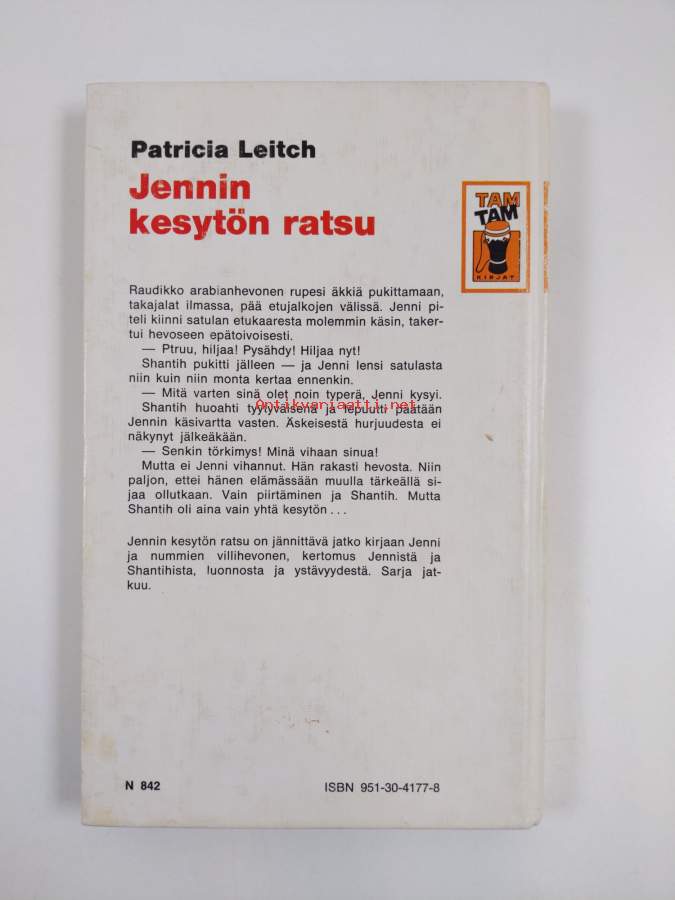 Patricia Leitch
Jennin
kesytön ratsu
TAM
TAM
KIRJAT
Raudikko arabianhevonen rupesi äkkiä pukittamaan,
takajalat ilmassa, pää etujalkojen välissä. Jenni pi-
teli kiinni satulan etukaaresta molemmin käsin, taker-
tui hevoseen epätoivoisesti.
— Ptruu, hiljaa! Pysähdy! Hiljaa nyt!
Shantih pukitti jälleen — ja Jenni lensi satulasta
niin kuin niin monta kertaa ennenkin.
— Mitä varten sinä olet noin typerä, Jenni kysyi.
Antikvariaatti.net
Shantih huoahti tyytyväisenä ja lepuutti päätään
Jennin käsivartta vasten. Äskeisestä hurjuudesta ei
näkynyt jälkeäkään.
— Senkin törkimys! Minä vihaan sinua!
Mutta ei Jenni vihannut. Hän rakasti hevosta. Niin
paljon, ettei hänen elämässään muulla tärkeällä si-
jaa ollutkaan. Vain piirtäminen ja Shantih. Mutta
Shantih oli aina vain yhtä kesytön...
Jennin kesytön ratsu on jännittävä jatko kirjaan Jenni
ja nummien villihevonen, kertomus Jennistä ja
Shantihista, luonnosta ja ystävyydestä. Sarja jat-
kuu.
N 842
ISBN 951-30-4177-8